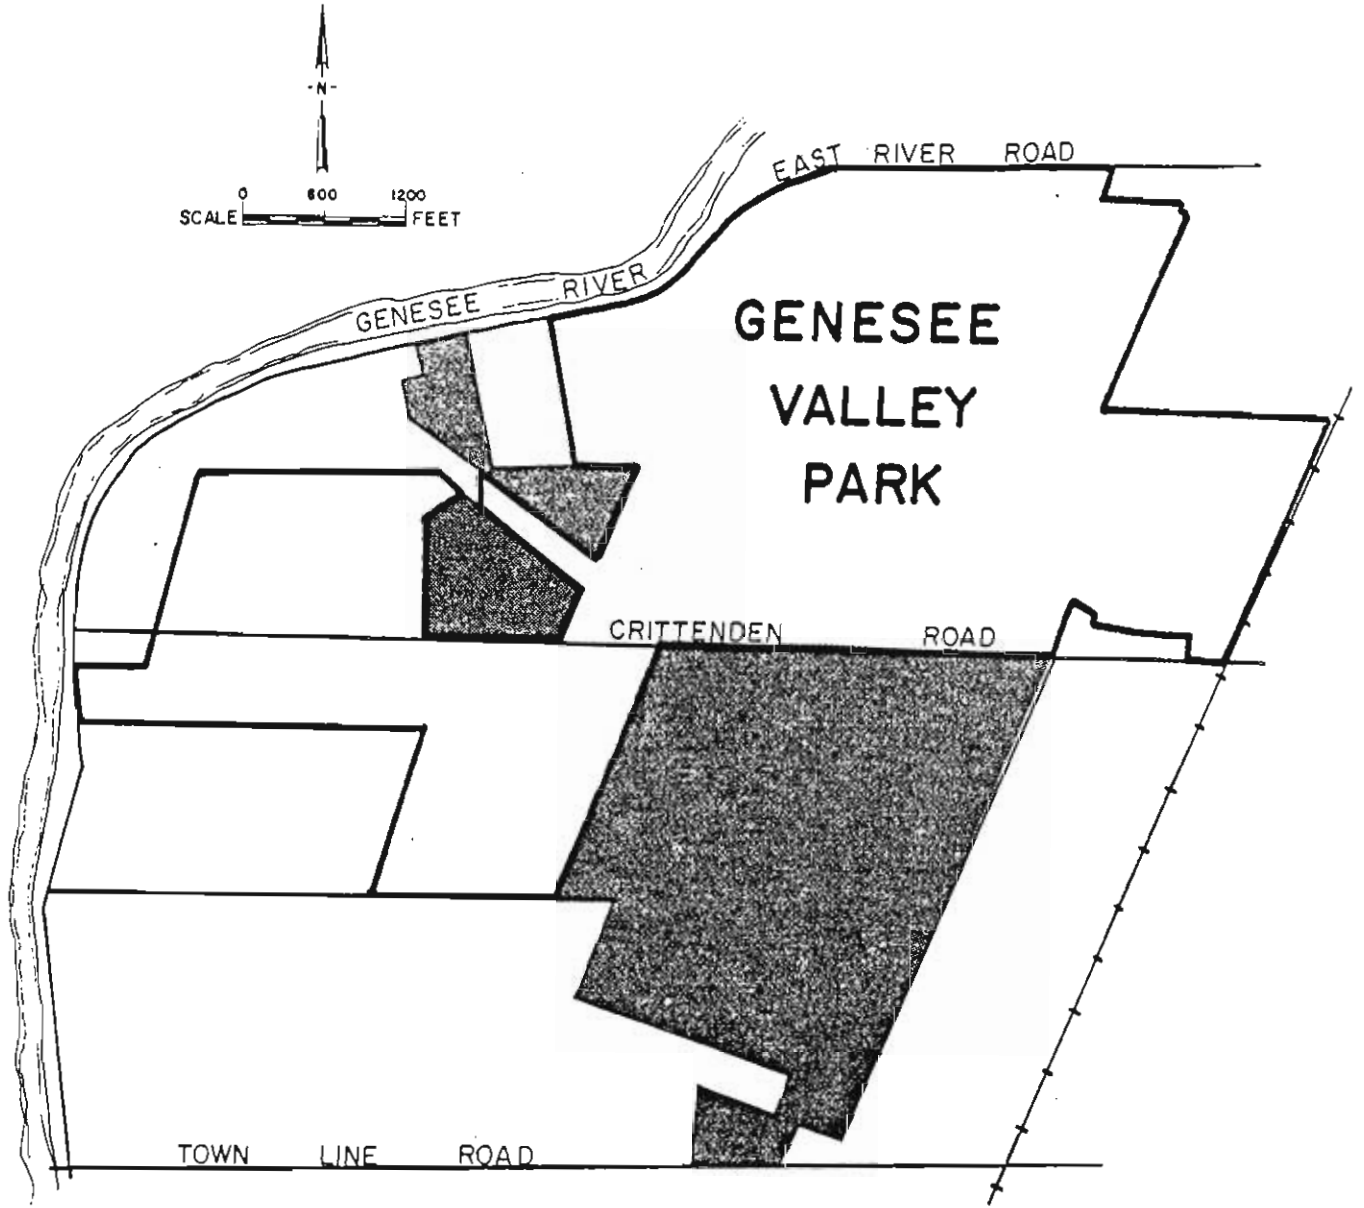 -N-
0 600 1200
SCALE FEET
EAST RIVER ROAD
GENESEE RIVER
GENESEE
VALLEY
PARK
CRITTENDEN ROAD
TOWN LINE ROAD